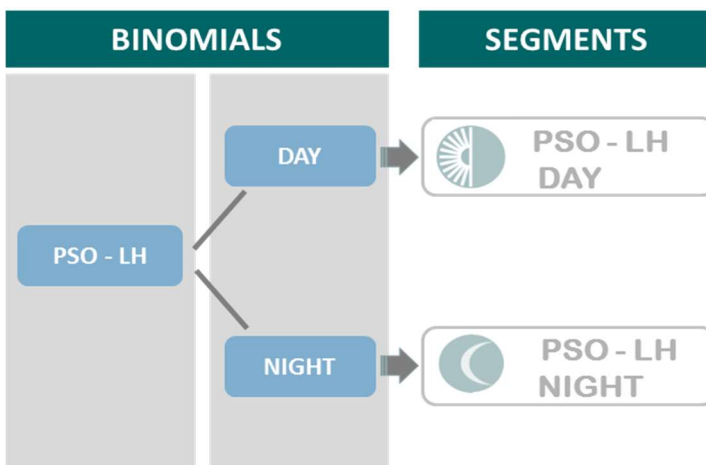 BINOMIALS
SEGMENTS
DAY
PSO - LH
DAY
PSO - LH
NIGHT
PSO - LH
NIGHT